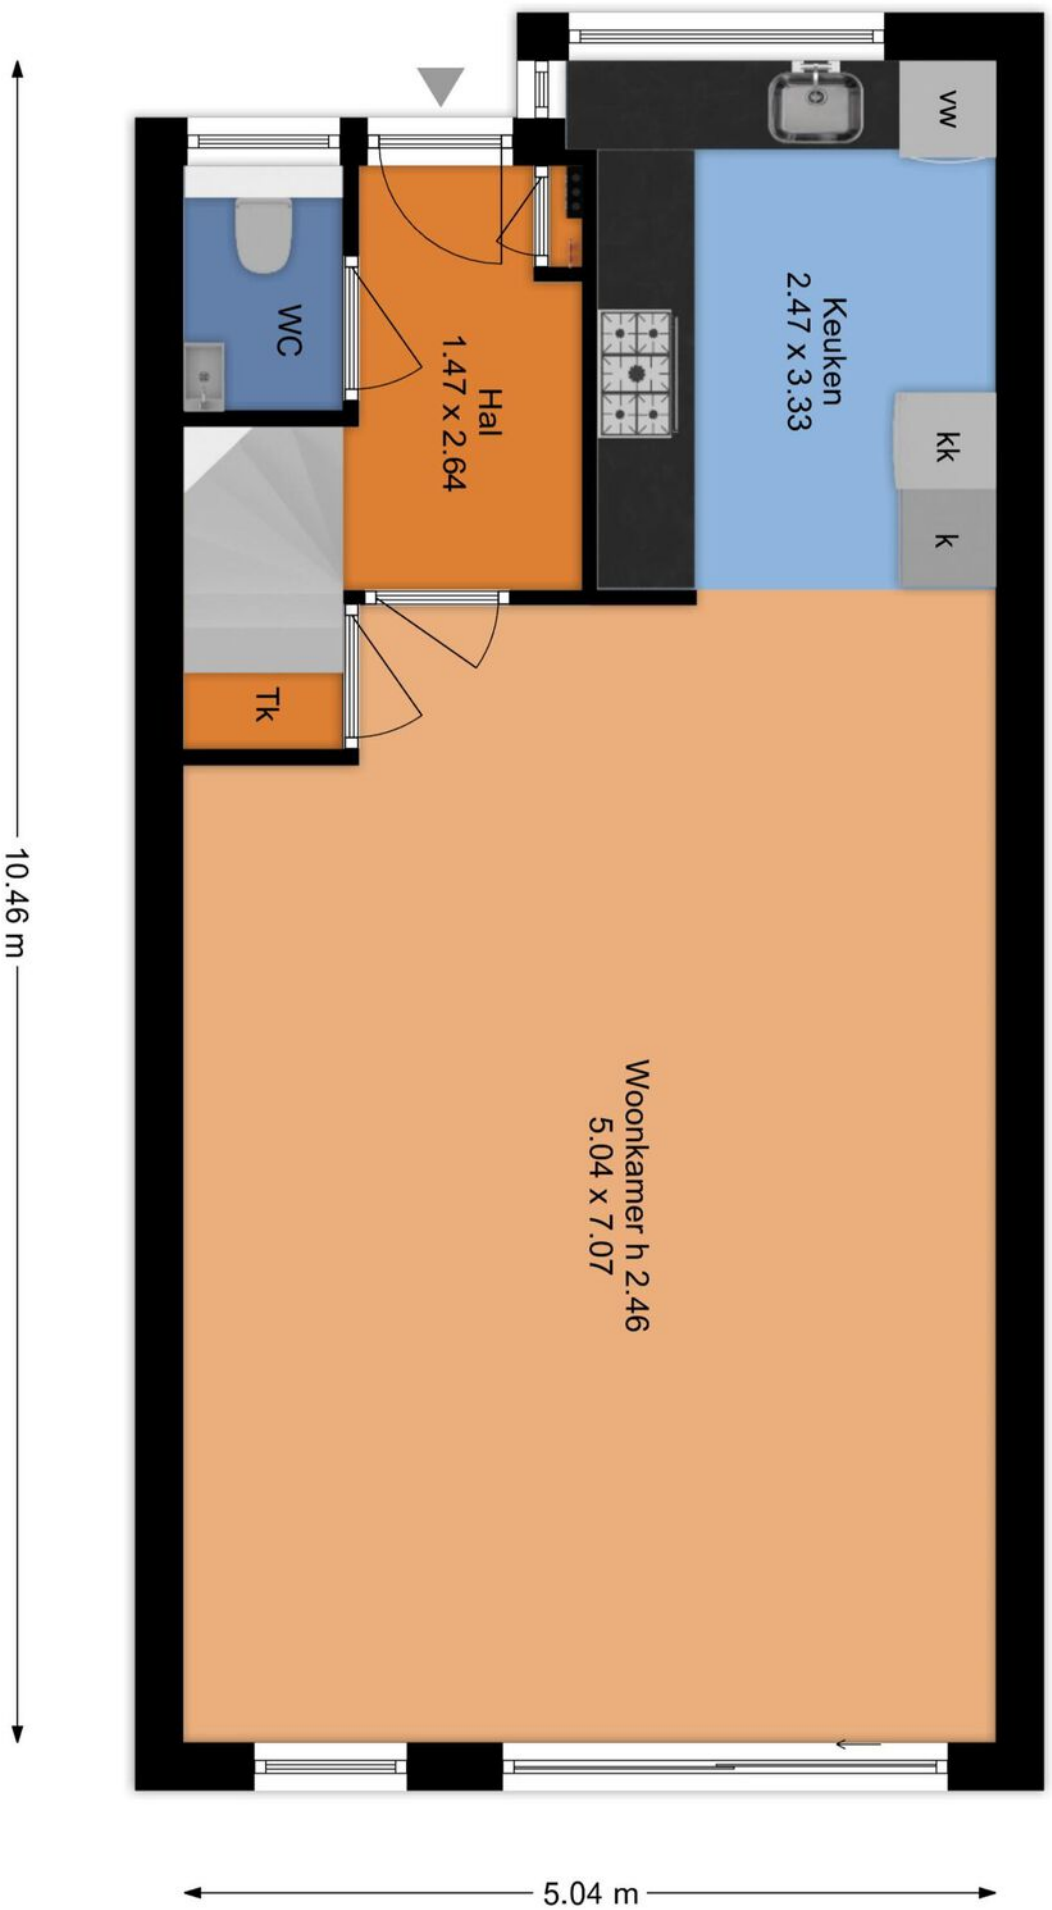 vw
Keuken
2.47 x 3.33
WC
Hal
1.47 x 2.64
kk
k
Tk
10.46 m
Woonkamer h 2.46
5.04 x 7.07
5.04 m